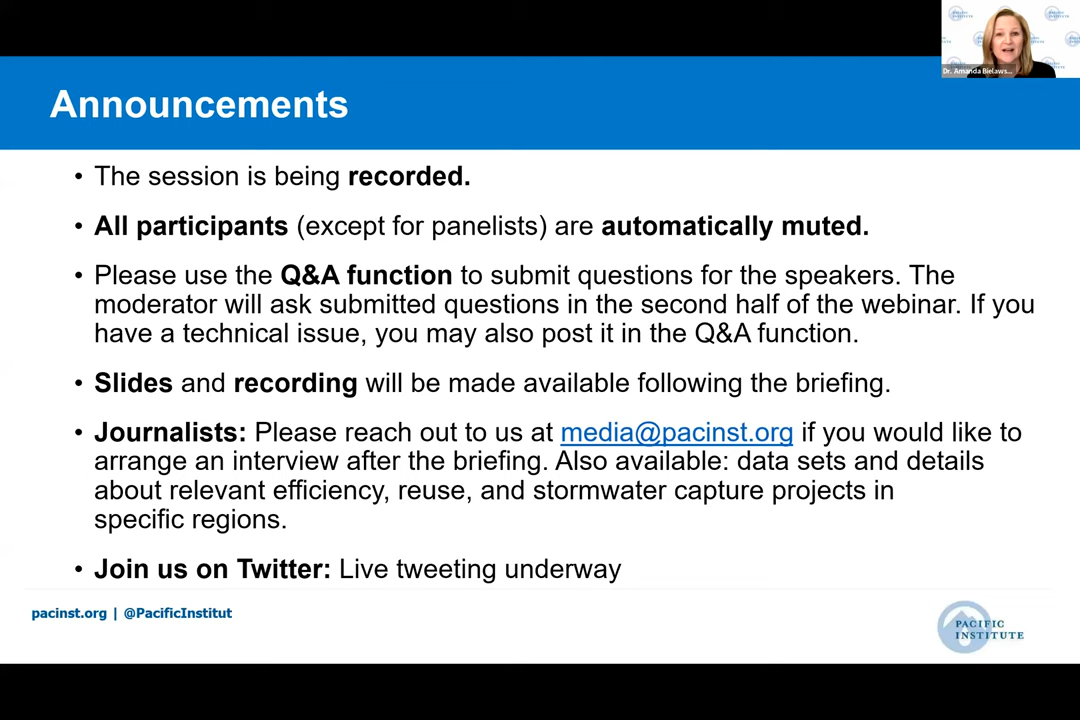 PACIFIC
INSTITUTE
Dr. Amanda Bielaws...
Announcements
• The session is being recorded.
• All participants (except for panelists) are automatically muted.
• Please use the Q&A function to submit questions for the speakers. The
moderator will ask submitted questions in the second half of the webinar. If you
have a technical issue, you may also post it in the Q&A function.
• Slides and recording will be made available following the briefing.
• Journalists: Please reach out to us at media@pacinst.org if you would like to
arrange an interview after the briefing. Also available: data sets and details
about relevant efficiency, reuse, and stormwater capture projects in
specific regions.
• Join us on Twitter: Live tweeting underway
pacinst.org | @PacificInstitut
PACIFIC
INSTITUTE